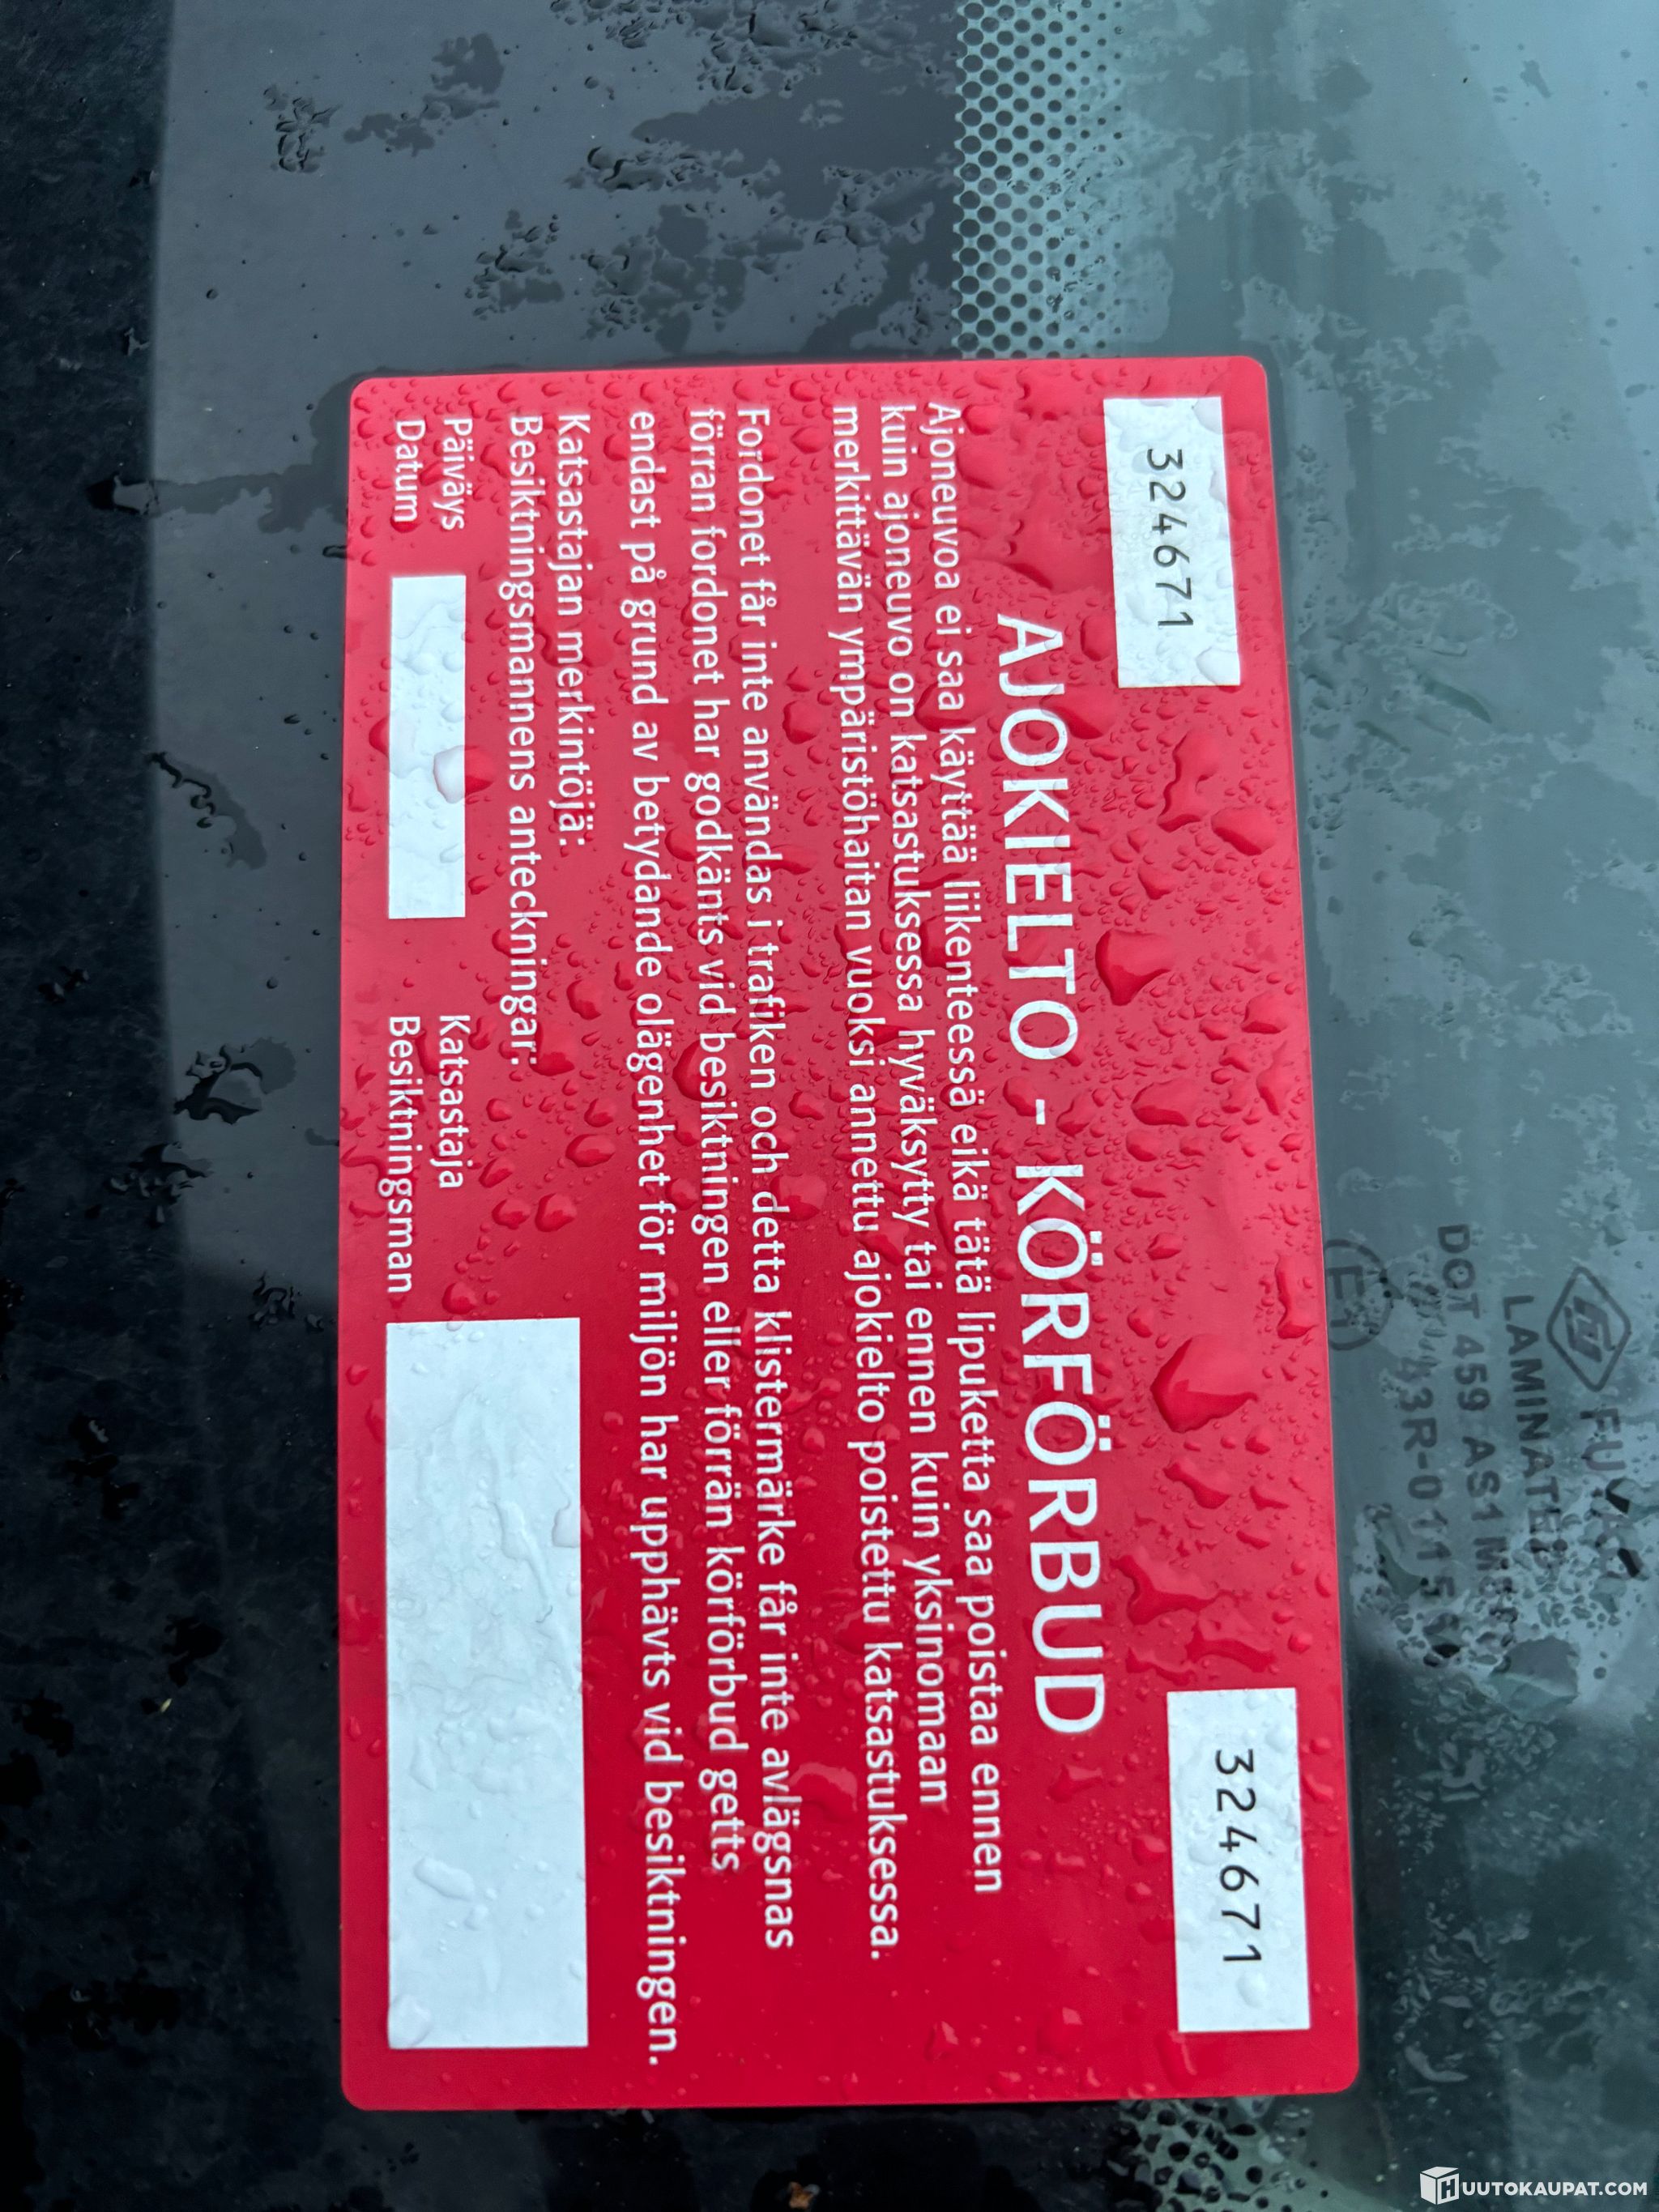 324671
324671
AJOKIELTO - KÖRFÖRBUD
Ajoneuvoa ei saa käyttää liikenteessä eikä tätä lipuketta saa poistaa ennen
kuin ajoneuvo on katsastuksessa hyväksytty tai ennen kuin yksinomaan
merkittävän ympäristöhaitan vuoksi annettu ajokielto poistettu katsastuksessa.
Fordonet får inte användas i trafiken och detta klistermärke får inte avlägsnas
förran fordonet har godkänts vid besiktningen eller förrän körförbud getts
endast på grund av betydande olägenhet för miljön har upphävts vid besiktningen.
Katsastajan merkintöjä:
Besiktningsmannens anteckningar:
Päiväys
Datum
Katsastaja
Besiktningsman
LAMINATED
DOT 459 AS1
E1
HUUTOKAUPAT.COM